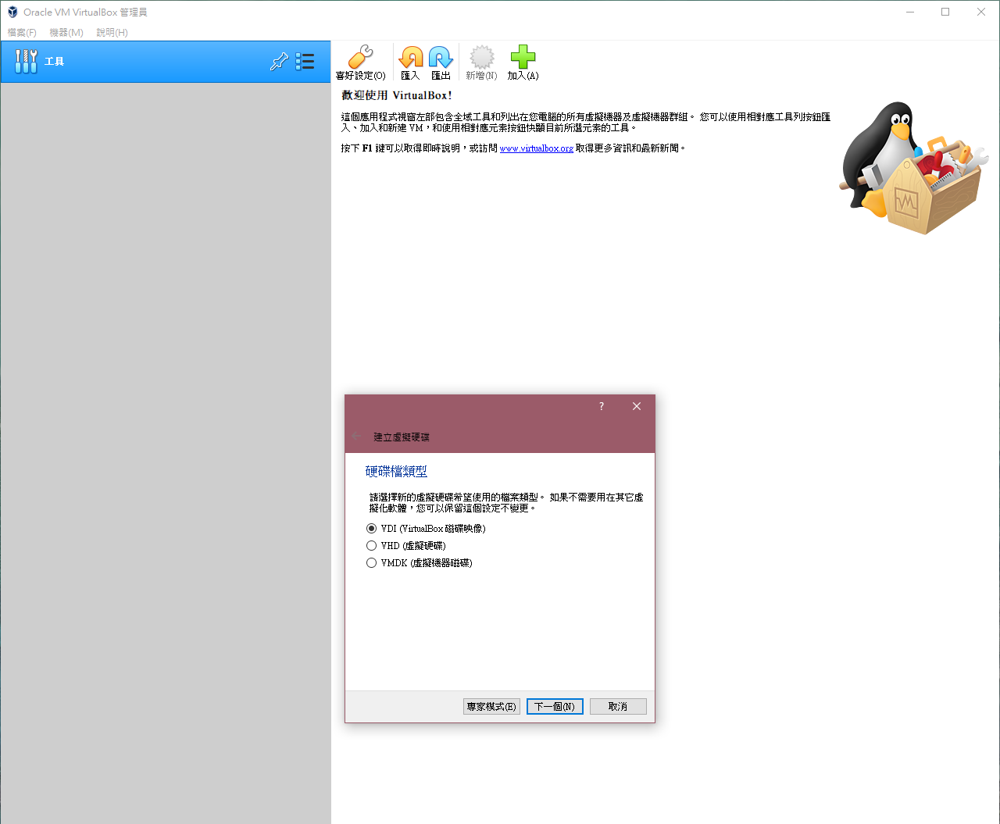 Oracle VM VirtualBox 管理員
檔案(F) 機器(M) 說明(H)
工具
喜好設定(O) 匯入 匯出 新增(N) 加入(A)
歡迎使用 VirtualBox!
這個應用程式視窗左部包含全域工具和列出在您電腦的所有虛擬機器及虛擬機器群組。 您可以使用相對應工具列按鈕匯
入、加入和新建 VM，和使用相對應元素按鈕快顯目前所選元素的工具。
按下 F1 鍵可以取得即時說明，或訪問 www.virtualbox.org 取得更多資訊和最新新聞。
?
建立虛擬硬碟
硬碟檔類型
請選擇新的虛擬硬碟希望使用的檔案類型。 如果不需要用在其它虛
擬化軟體，您可以保留這個設定不變更。
VDI (VirtualBox 磁碟映像)
VHD (虛擬硬碟)
VMDK (虛擬機器磁碟)
專家模式(E) 下一個(N) 取消